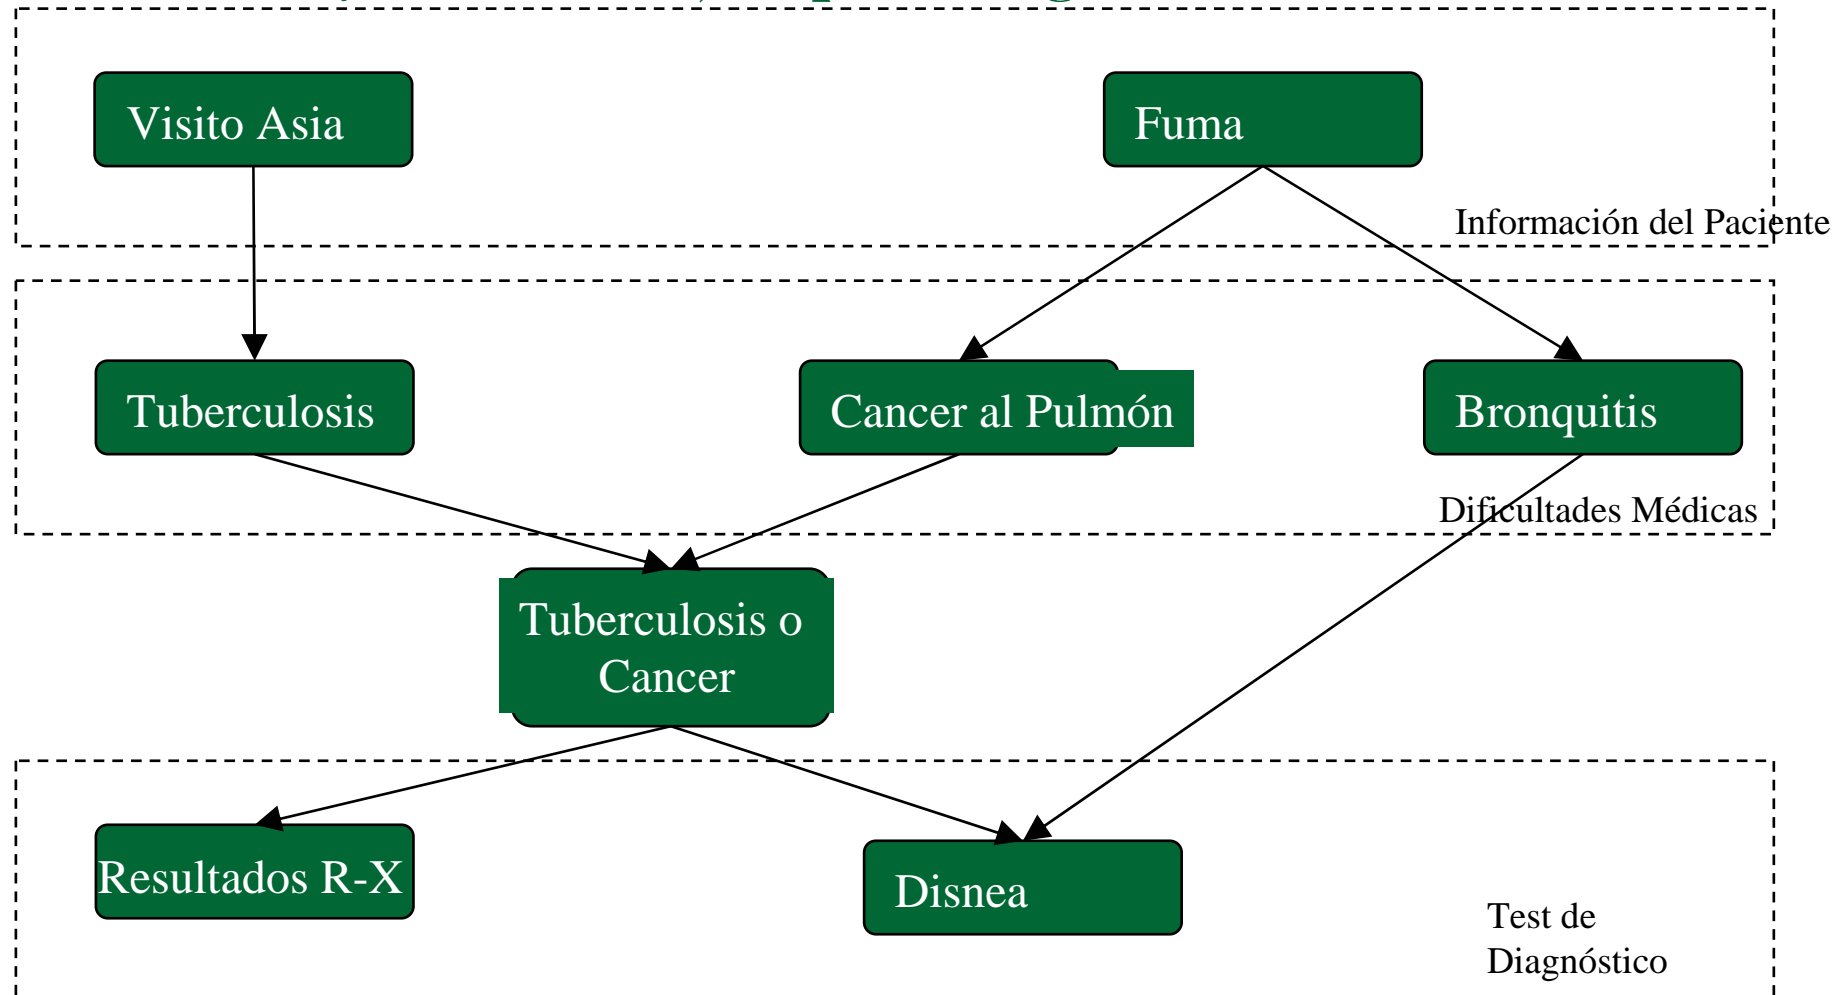 Visito Asia
Fuma
Información del Paciente
Tuberculosis
Cancer al Pulmón
Bronquitis
Dificultades Médicas
Tuberculosis o
Cancer
Resultados R-X
Disnea
Test de
Diagnóstico